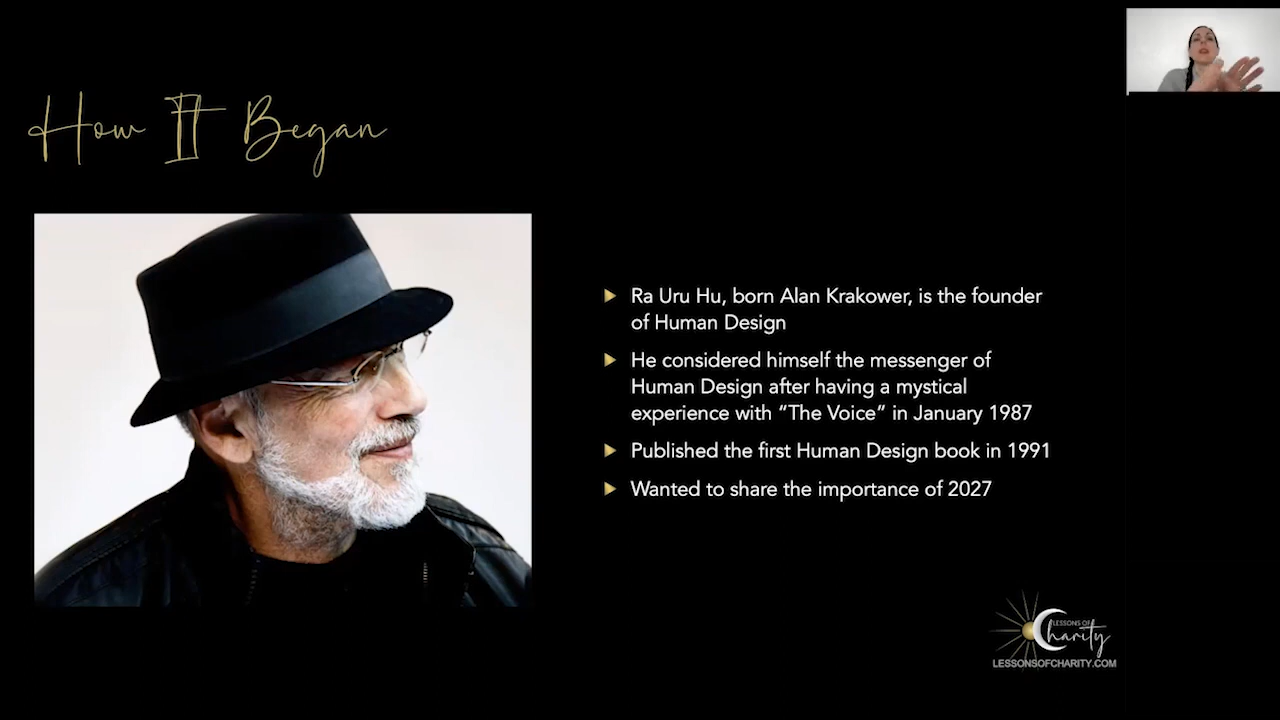 How It Began
Ra Uru Hu, born Alan Krakower, is the founder
of Human Design
He considered himself the messenger of
Human Design after having a mystical
experience with “The Voice” in January 1987
Published the first Human Design book in 1991
Wanted to share the importance of 2027
LESSONS OF
Charity
LESSONSOFCHARITY.COM